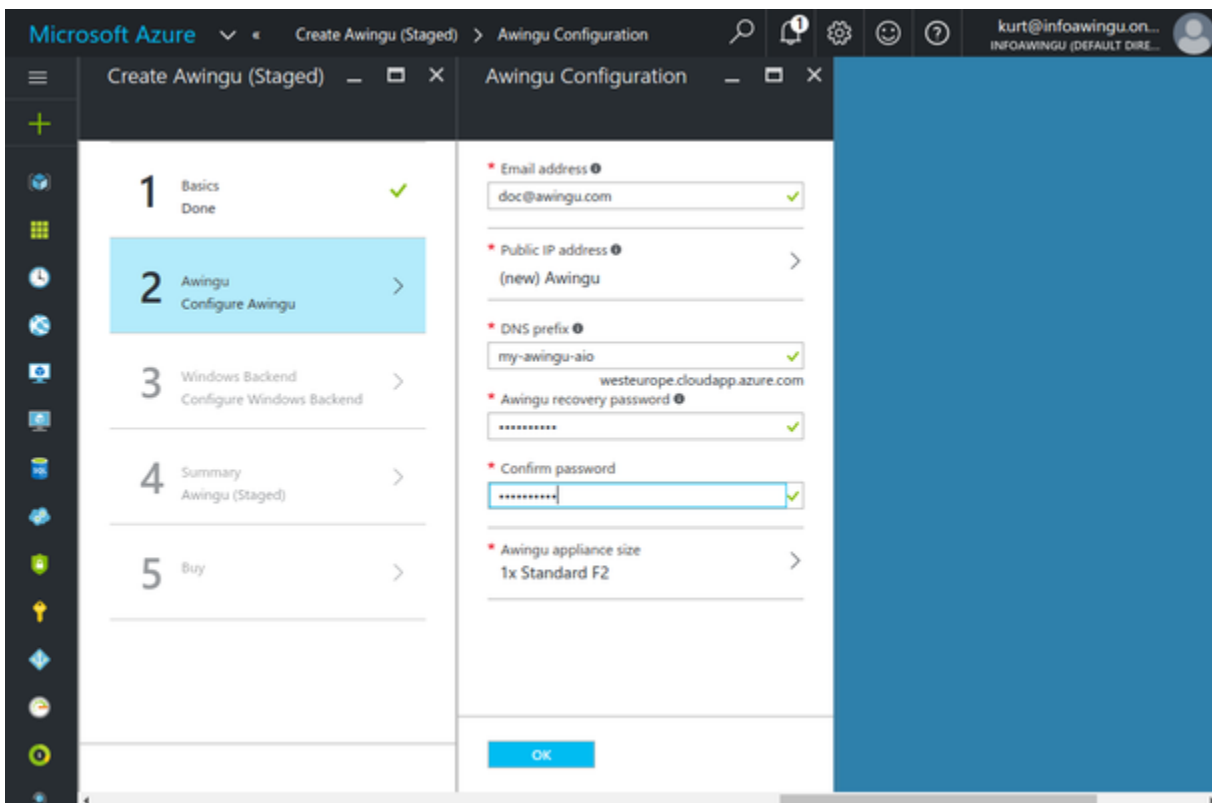 Microsoft Azure
«
Create Awingu (Staged) > Awingu Configuration
1
kurt@infoawingu.on...
INFOAWINGU (DEFAULT DIRE...
Create Awingu (Staged)
1
Basics
Done
2
Awingu
Configure Awingu
3
Windows Backend
Configure Windows Backend
4
Summary
Awingu (Staged)
5
Buy
Awingu Configuration
* Email address
doc@awingu.com
* Public IP address
(new) Awingu
* DNS prefix
my-awingu-aio
westeurope.cloudapp.azure.com
* Awingu recovery password
••••••••••
* Confirm password
••••••••••
* Awingu appliance size
1x Standard F2
OK
SQL